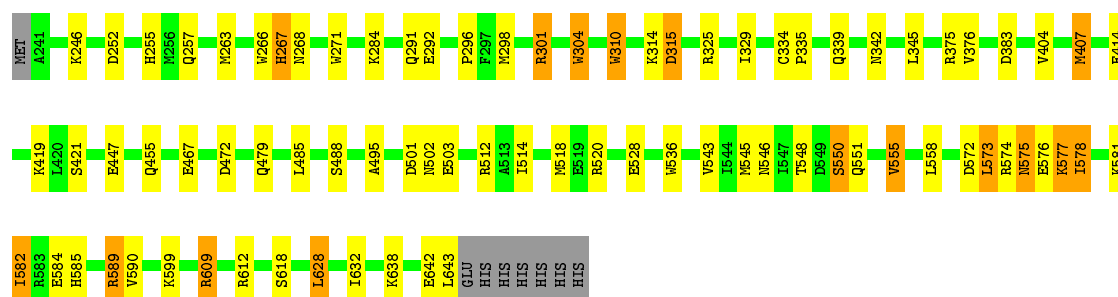 MET A241 K246 D252 H255 M256 Q257 M263 W266 H267 N268 W271 K284 Q291 E292 P296 F297 M298 R301 W304 W310 K314 D315 R325 I329 C334 P335 Q339 N342 L345 R375 V376 D383 V404 M407 E414
K419 L420 S421 E447 Q455 E467 D472 Q479 L485 S488 A495 D501 N502 E503 R512 A513 I514 M518 E519 R520 E528 W536 V543 I544 M545 N546 I547 T548 D549 S550 Q551 V555 L558 D572 L573 R574 N575 E576 K577 I578 K581
I582 R583 E584 H585 R589 V590 K599 R609 R612 S618 L628 I632 K638 E642 L643 GLU HIS HIS HIS HIS HIS HIS